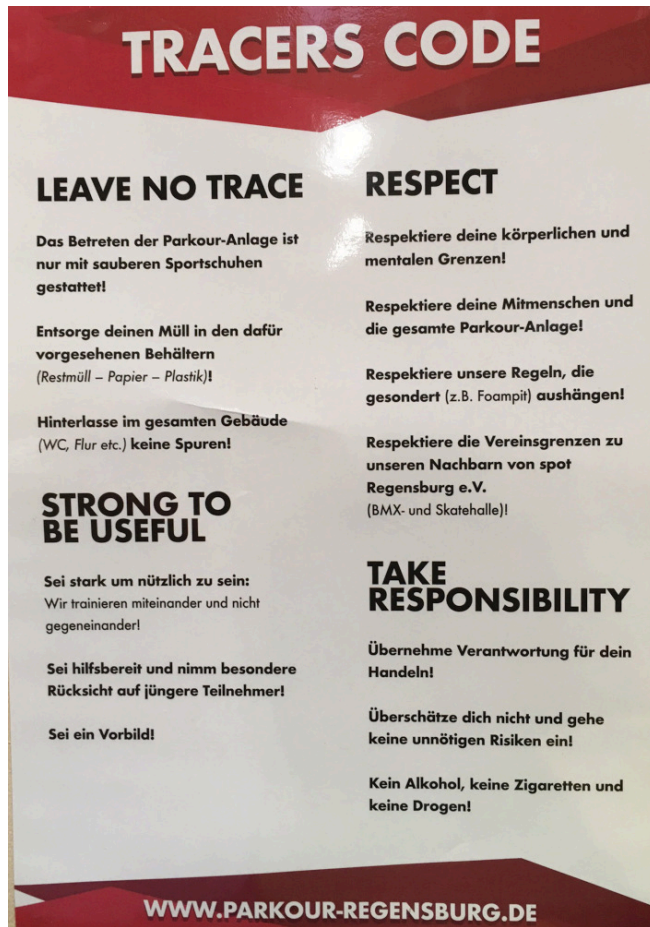 TRACERS CODE
LEAVE NO TRACE
Das Betreten der Parkour-Anlage ist
nur mit sauberen Sportschuhen
gestattet!
Entsorge deinen Müll in den dafür
vorgesehenen Behältern
(Restmüll – Papier – Plastik)!
Hinterlasse im gesamten Gebäude
(WC, Flur etc.) keine Spuren!
STRONG TO
BE USEFUL
Sei stark um nützlich zu sein:
Wir trainieren miteinander und nicht
gegeneinander!
Sei hilfsbereit und nimm besondere
Rücksicht auf jüngere Teilnehmer!
Sei ein Vorbild!
RESPECT
Respektiere deine körperlichen und
mentalen Grenzen!
Respektiere deine Mitmenschen und
die gesamte Parkour-Anlage!
Respektiere unsere Regeln, die
gesondert (z.B. Foampit) aushängen!
Respektiere die Vereinsgrenzen zu
unseren Nachbarn von spot
Regensburg e.V.
(BMX- und Skatehalle)!
TAKE
RESPONSIBILITY
Übernehme Verantwortung für dein
Handeln!
Überschätze dich nicht und gehe
keine unnötigen Risiken ein!
Kein Alkohol, keine Zigaretten und
keine Drogen!
WWW.PARKOUR-REGENSBURG.DE